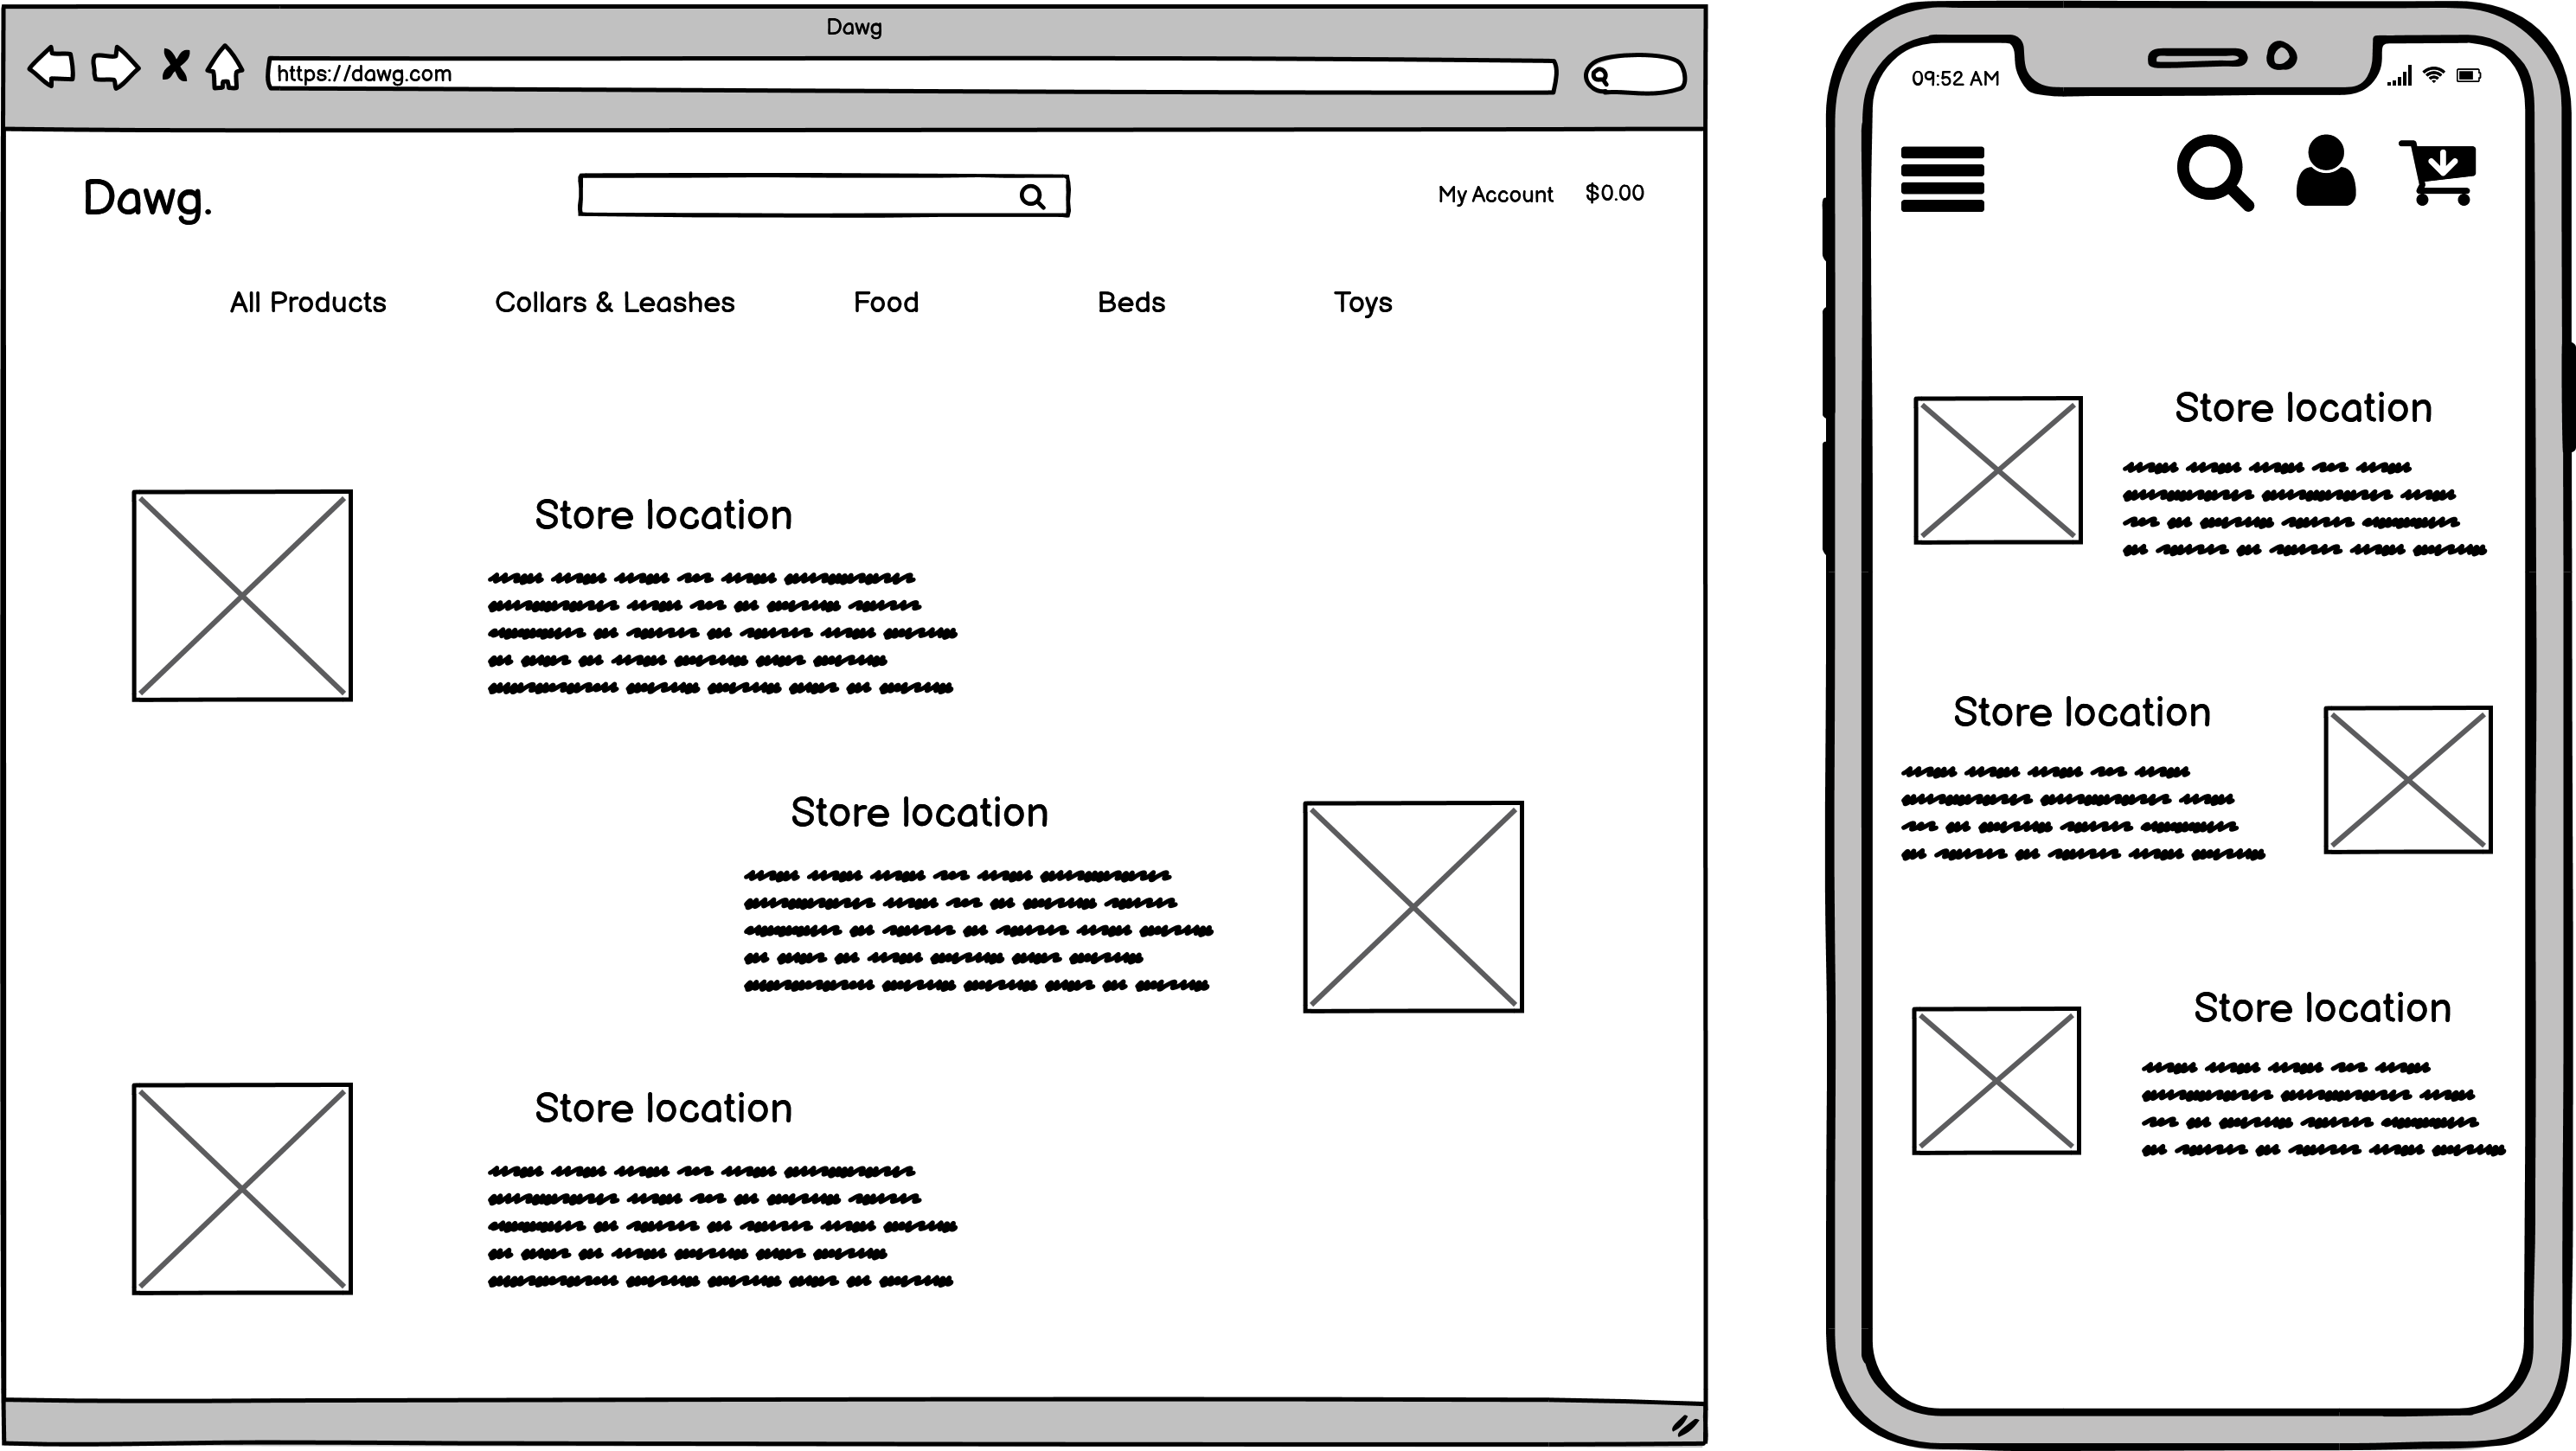 Dawg
https://dawg.com
Dawg.
My Account $0.00
All Products Collars & Leashes Food Beds Toys
Store location
Store location
Store location
09:52 AM
Store location
Store location
Store location